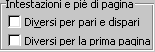 Intestazioni e piè di pagina
Diversi per pari e dispari
Diversi per la prima pagina